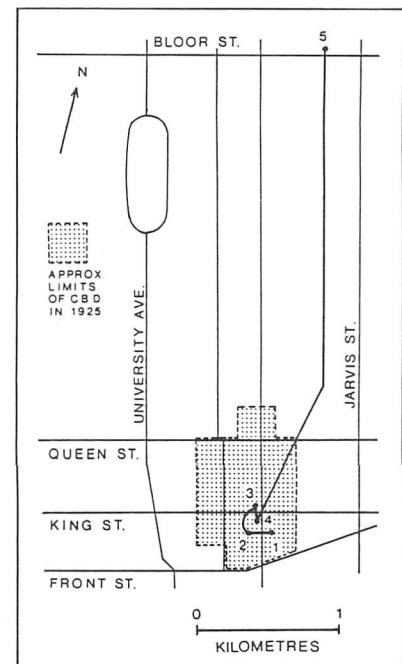 BLOOR ST.
5
N
APPROX
LIMITS
OF CBD
IN 1925
UNIVERSITY AVE.
JARVIS ST.
QUEEN ST.
3
KING ST.
4
2
1
FRONT ST.
0
1
KILOMETRES